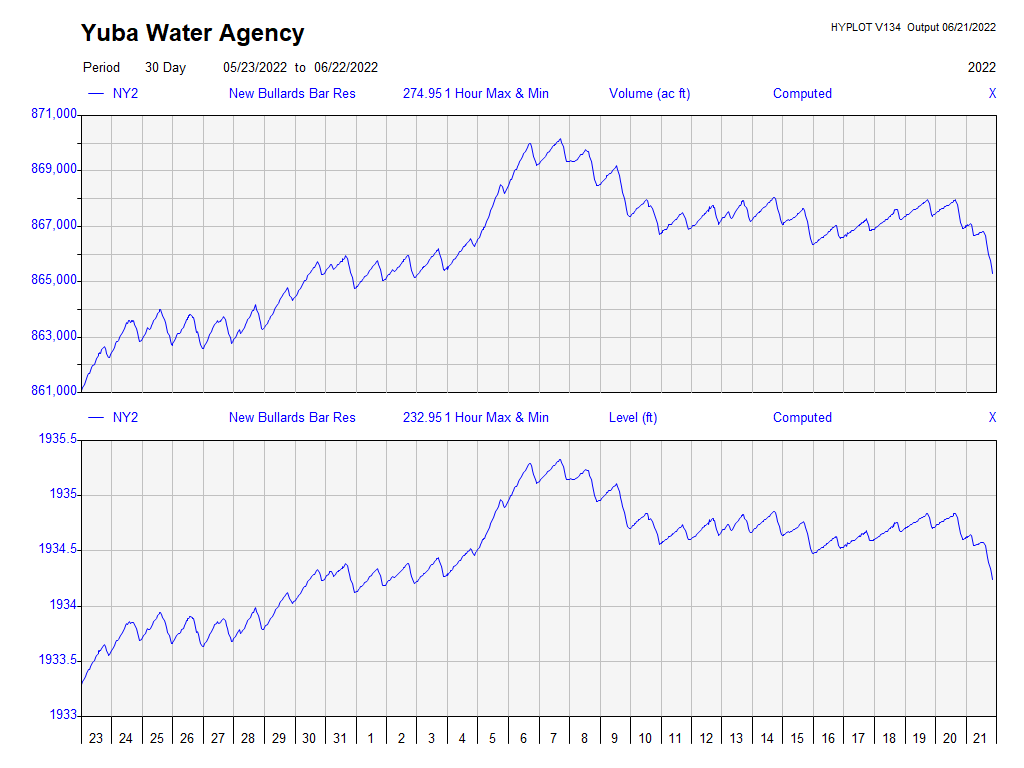 Yuba Water Agency
HYPLOT V134 Output 06/21/2022
Period 30 Day 05/23/2022 to 06/22/2022 2022
NY2 New Bullards Bar Res 274.95 1 Hour Max & Min Volume (ac ft) Computed X
871,000
869,000
867,000
865,000
863,000
861,000
NY2 New Bullards Bar Res 232.95 1 Hour Max & Min Level (ft) Computed X
1935.5
1935
1934.5
1934
1933.5
1933
23 24 25 26 27 28 29 30 31 1 2 3 4 5 6 7 8 9 10 11 12 13 14 15 16 17 18 19 20 21